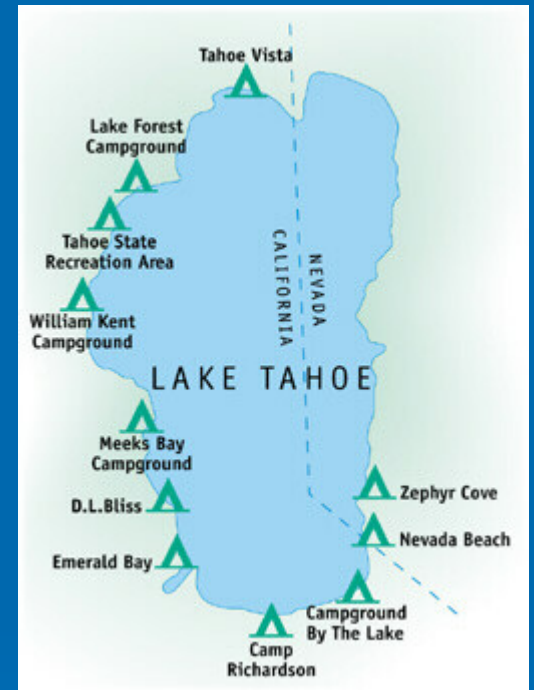 Tahoe Vista
Lake Forest
Campground
Tahoe State
Recreation Area
CALIFORNIA
NEVADA
William Kent
Campground
LAKE TAHOE
Meeks Bay
Campground
D.L.Bliss
Zephyr Cove
Nevada Beach
Emerald Bay
Campground
By The Lake
Camp
Richardson